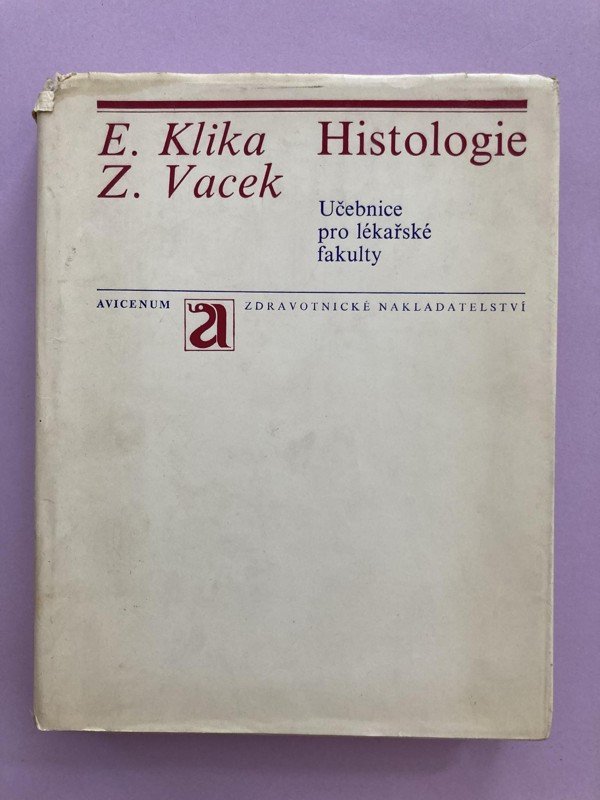 E. Klika
Z. Vacek
Histologie
Učebnice
pro lékařské
fakulty
AVICENUM a ZDRAVOTNICKÉ NAKLADATELSTVÍ